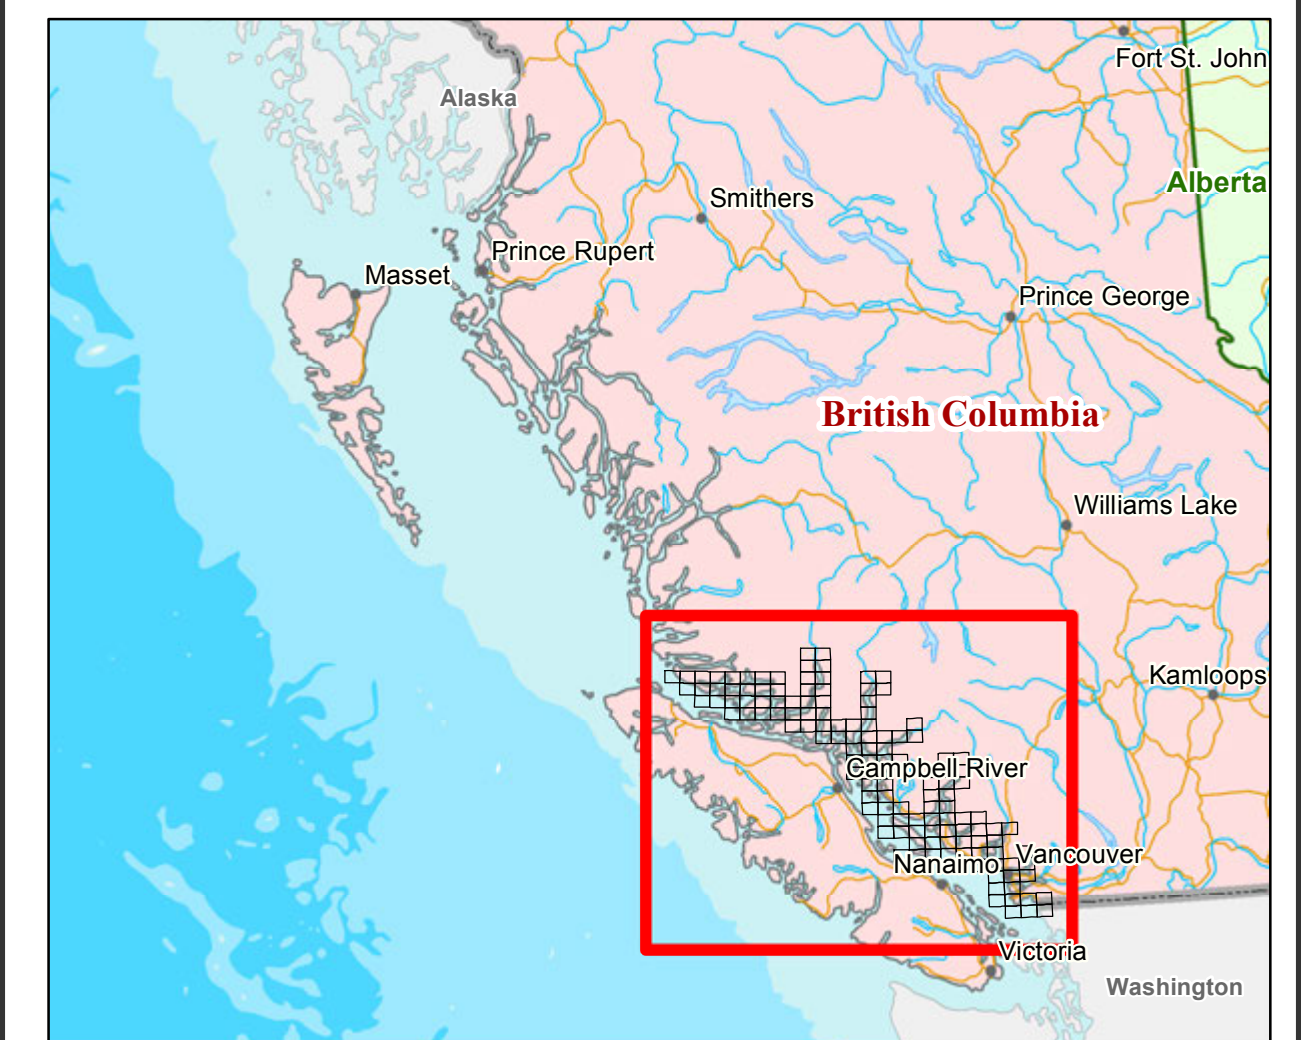 Fort St. John
Alaska
Alberta
Smithers
Prince Rupert
Masset
Prince George
British Columbia
Williams Lake
Kamloops
Campbell River
Vancouver
Nanaimo
Victoria
Washington